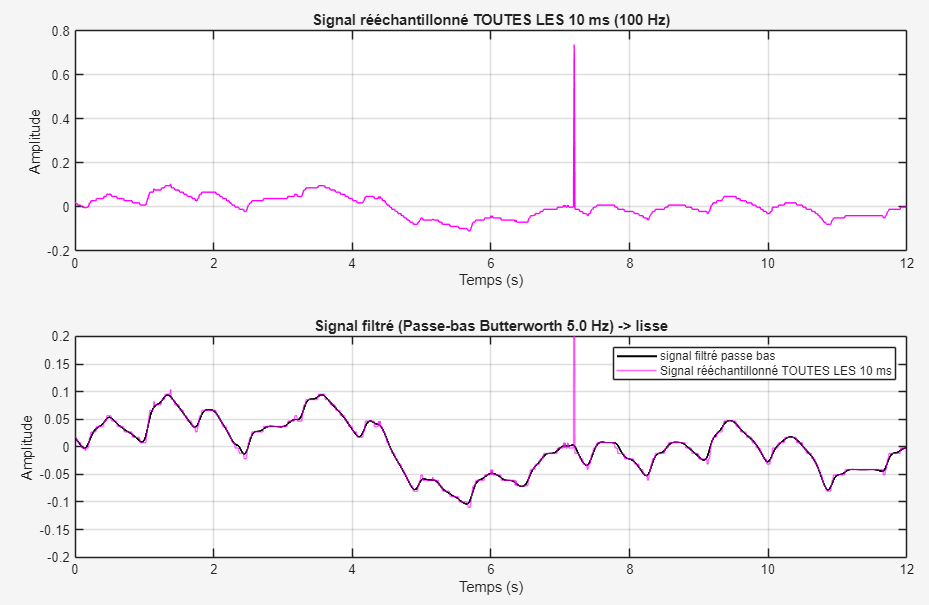 Signal rééchantillonné TOUTES LES 10 ms (100 Hz)
0.8
0.6
0.4
0.2
0
-0.2
Amplitude
0 2 4 6 8 10 12
Temps (s)
Signal filtré (Passe-bas Butterworth 5.0 Hz) -> lisse
0.2
0.15
0.1
0.05
0
-0.05
-0.1
-0.15
-0.2
Amplitude
signal filtré passe bas
Signal rééchantillonné TOUTES LES 10 ms
0 2 4 6 8 10 12
Temps (s)